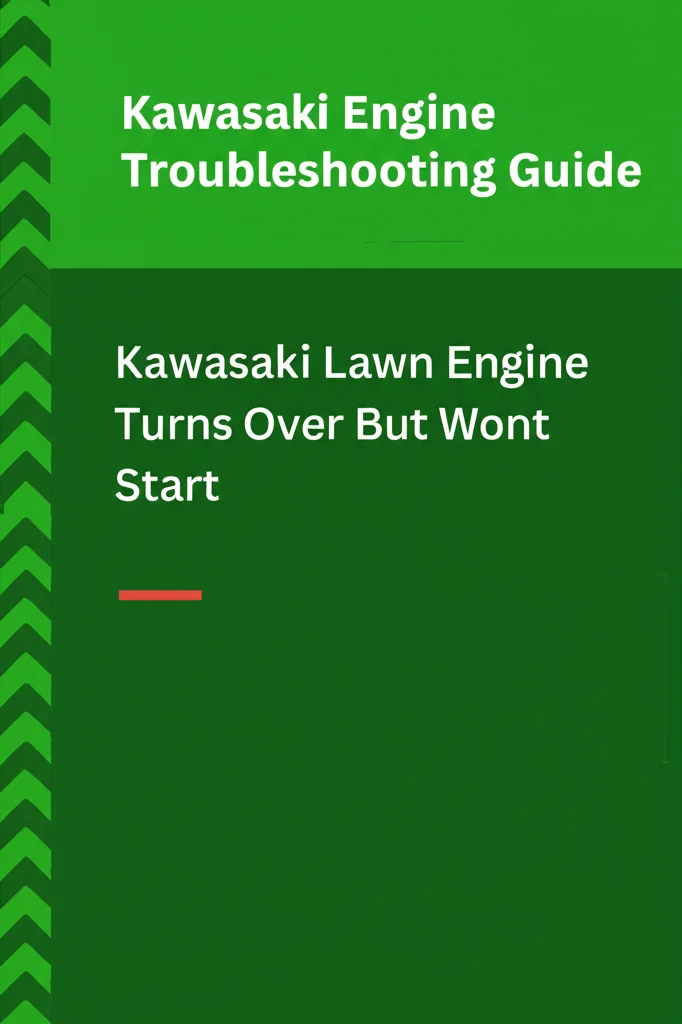 Kawasaki Engine
Troubleshooting Guide
Kawasaki Lawn Engine
Turns Over But Wont
Start